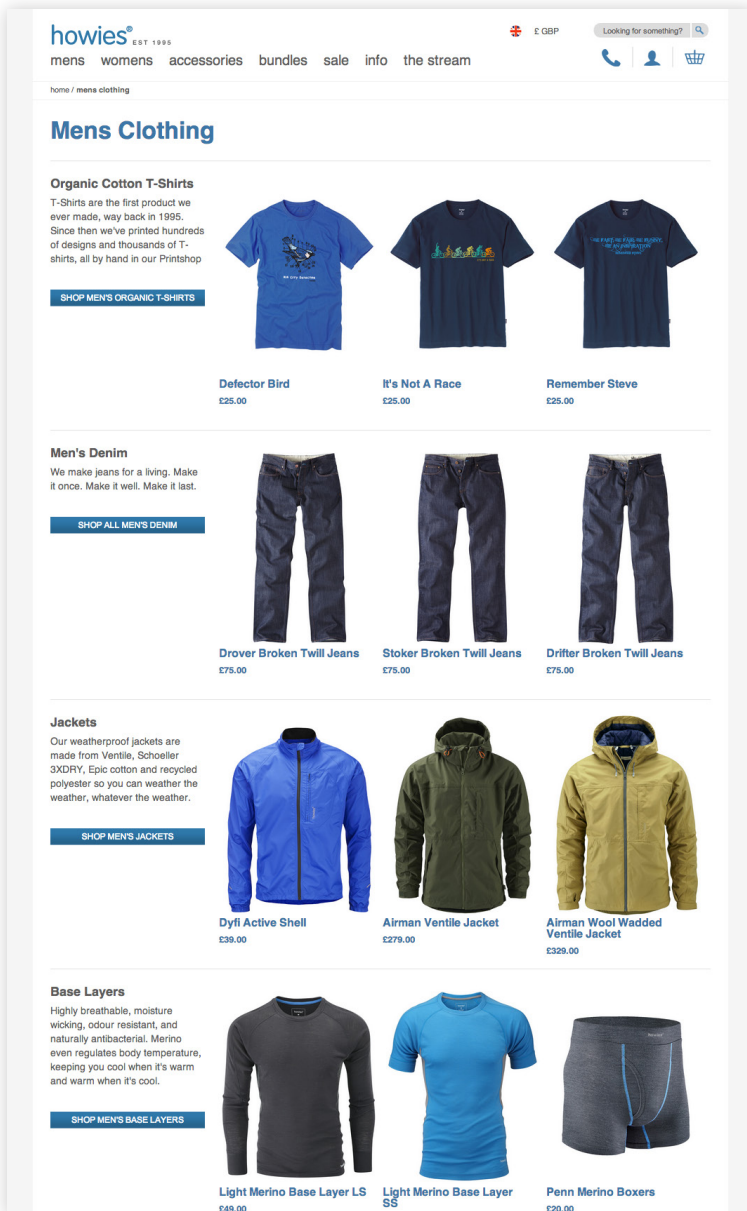 howies® EST 1995
£ GBP
Looking for something?
mens womens accessories bundles sale info the stream
home / mens clothing
Mens Clothing
Organic Cotton T-Shirts
T-Shirts are the first product we
ever made, way back in 1995.
Since then we've printed hundreds
of designs and thousands of T-
shirts, all by hand in our Printshop
SHOP MEN'S ORGANIC T-SHIRTS
Defector Bird
£25.00
It's Not A Race
£25.00
Remember Steve
£25.00
Men's Denim
We make jeans for a living. Make
it once. Make it well. Make it last.
SHOP ALL MEN'S DENIM
Drover Broken Twill Jeans
£75.00
Stoker Broken Twill Jeans
£75.00
Drifter Broken Twill Jeans
£75.00
Jackets
Our weatherproof jackets are
made from Ventile, Schoeller
3XDRY, Epic cotton and recycled
polyester so you can weather the
weather, whatever the weather.
SHOP MEN'S JACKETS
Dyfi Active Shell
£39.00
Airman Ventile Jacket
£279.00
Airman Wool Wadded
Ventile Jacket
£329.00
Base Layers
Highly breathable, moisture
wicking, odour resistant, and
naturally antibacterial. Merino
even regulates body temperature,
keeping you cool when it's warm
and warm when it's cool.
SHOP MEN'S BASE LAYERS
Light Merino Base Layer LS
£49.00
Light Merino Base Layer
SS
Penn Merino Boxers
£20.00